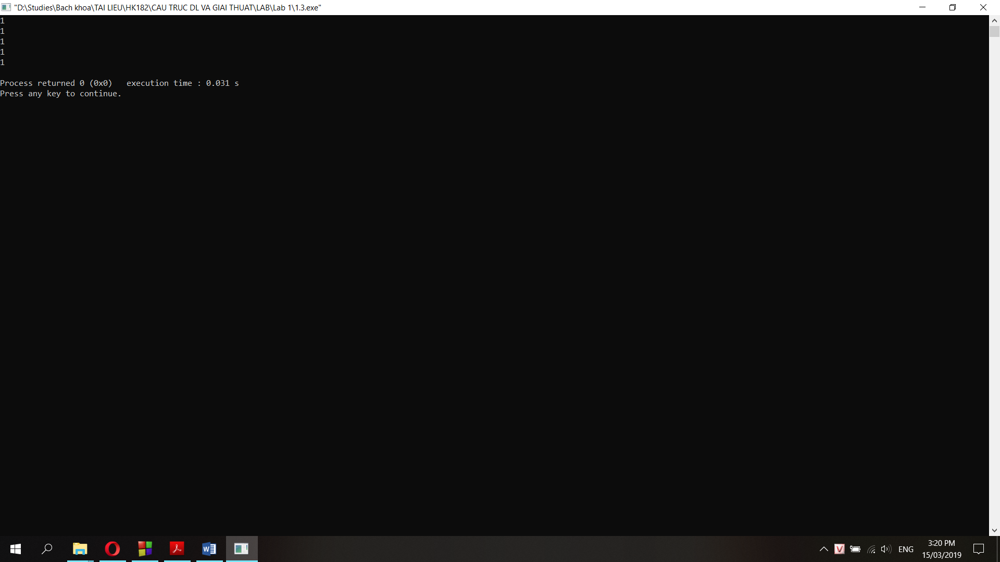 "D:\Studies\Bach khoa\TAI LIEU\HK182\CAU TRUC DL VA GIAI THUAT\LAB\Lab 1\1.3.exe"
1
1
1
1
1
Process returned 0 (0x0)   execution time : 0.031 s
Press any key to continue.
ENG
3:20 PM
15/03/2019